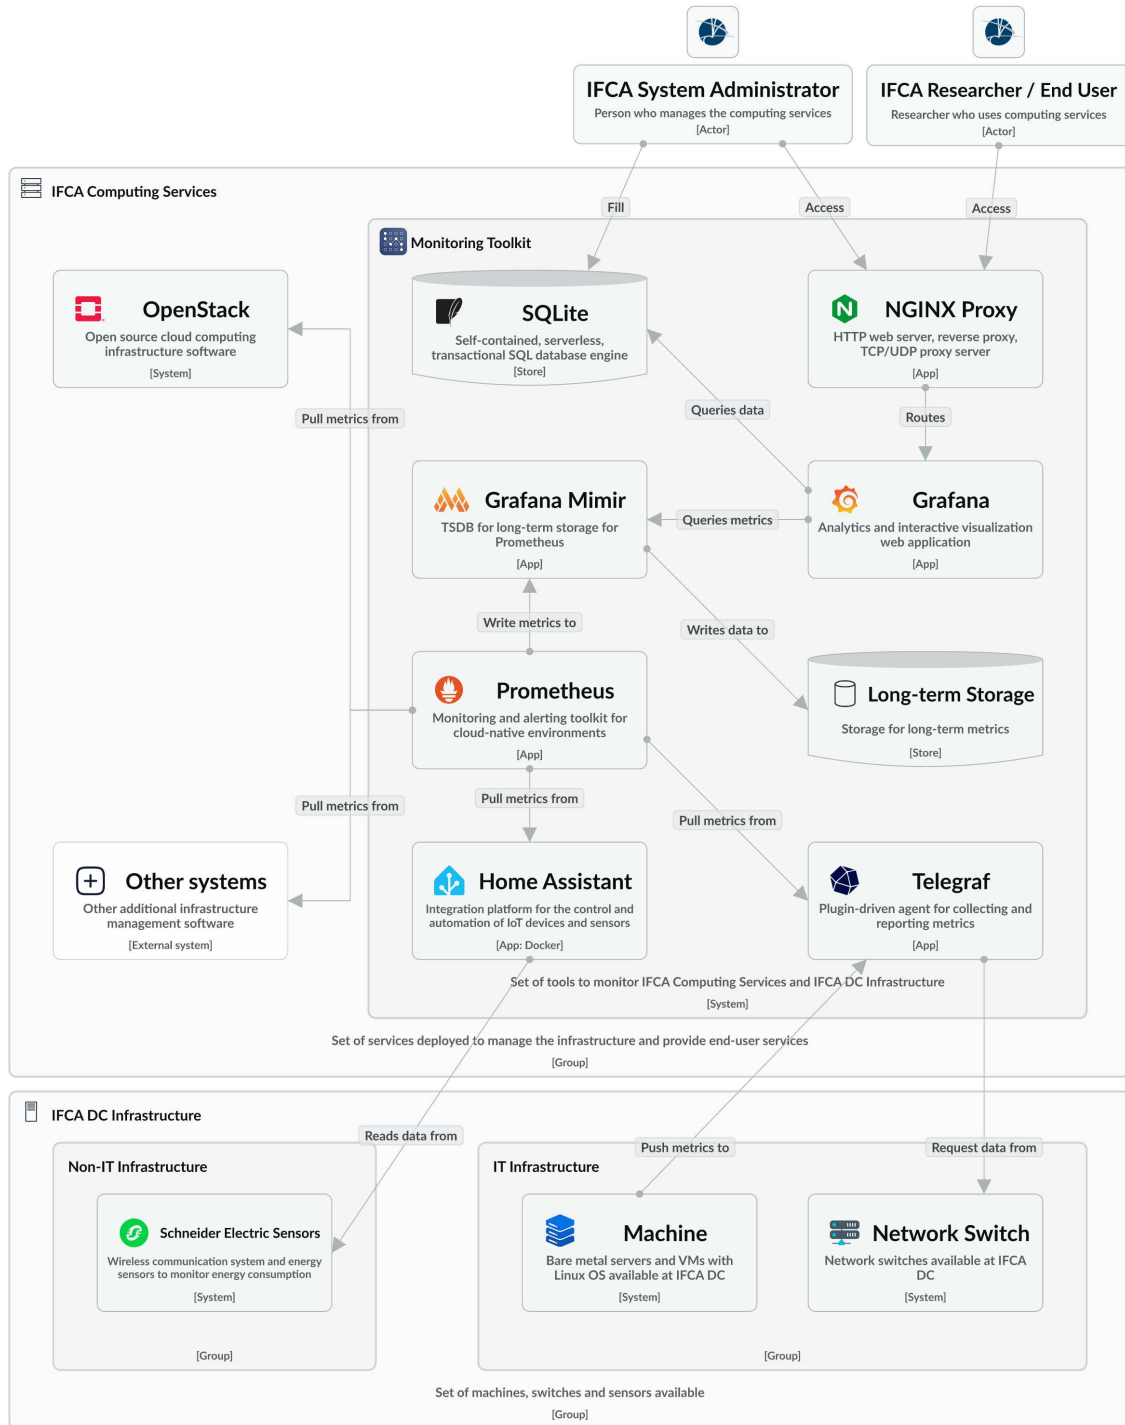 IFCA System Administrator
Person who manages the computing services
[Actor]
IFCA Researcher / End User
Researcher who uses computing services
[Actor]
IFCA Computing Services
Fill
Access
Access
Monitoring Toolkit
OpenStack
Open source cloud computing
infrastructure software
[System]
SQLite
Self-contained, serverless,
transactional SQL database engine
[Store]
NGINX Proxy
HTTP web server, reverse proxy,
TCP/UDP proxy server
[App]
Pull metrics from
Queries data
Routes
Grafana Mimir
TSDB for long-term storage for
Prometheus
[App]
Queries metrics
Grafana
Analytics and interactive visualization
web application
[App]
Write metrics to
Writes data to
Prometheus
Monitoring and alerting toolkit for
cloud-native environments
[App]
Long-term Storage
Storage for long-term metrics
[Store]
Pull metrics from
Pull metrics from
Pull metrics from
Other systems
Other additional infrastructure
management software
[External system]
Home Assistant
Integration platform for the control and
automation of IoT devices and sensors
[App: Docker]
Telegraf
Plugin-driven agent for collecting and
reporting metrics
[App]
Set of tools to monitor IFCA Computing Services and IFCA DC Infrastructure
[System]
Set of services deployed to manage the infrastructure and provide end-user services
[Group]
IFCA DC Infrastructure
Reads data from
Push metrics to
Request data from
Non-IT Infrastructure
Schneider Electric Sensors
Wireless communication system and energy
sensors to monitor energy consumption
[System]
[Group]
IT Infrastructure
Machine
Bare metal servers and VMs with
Linux OS available at IFCA DC
[System]
Network Switch
Network switches available at IFCA
DC
[System]
[Group]
Set of machines, switches and sensors available
[Group]